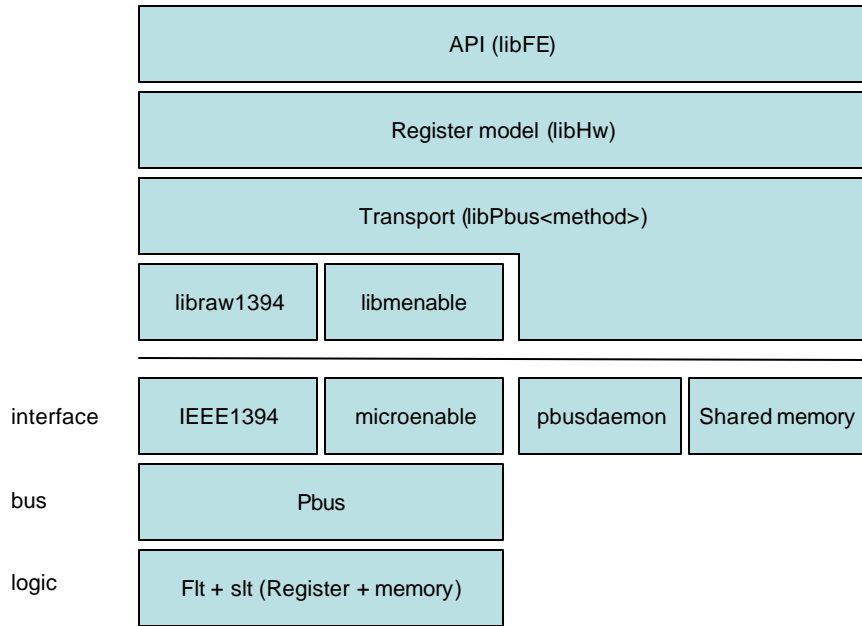 API (libFE)
Register model (libHw)
Transport (libPbus<method>)
libraw1394
libmenable
interface
IEEE1394
microenable
pbusdaemon
Shared memory
bus
Pbus
logic
Flt + slt (Register + memory)